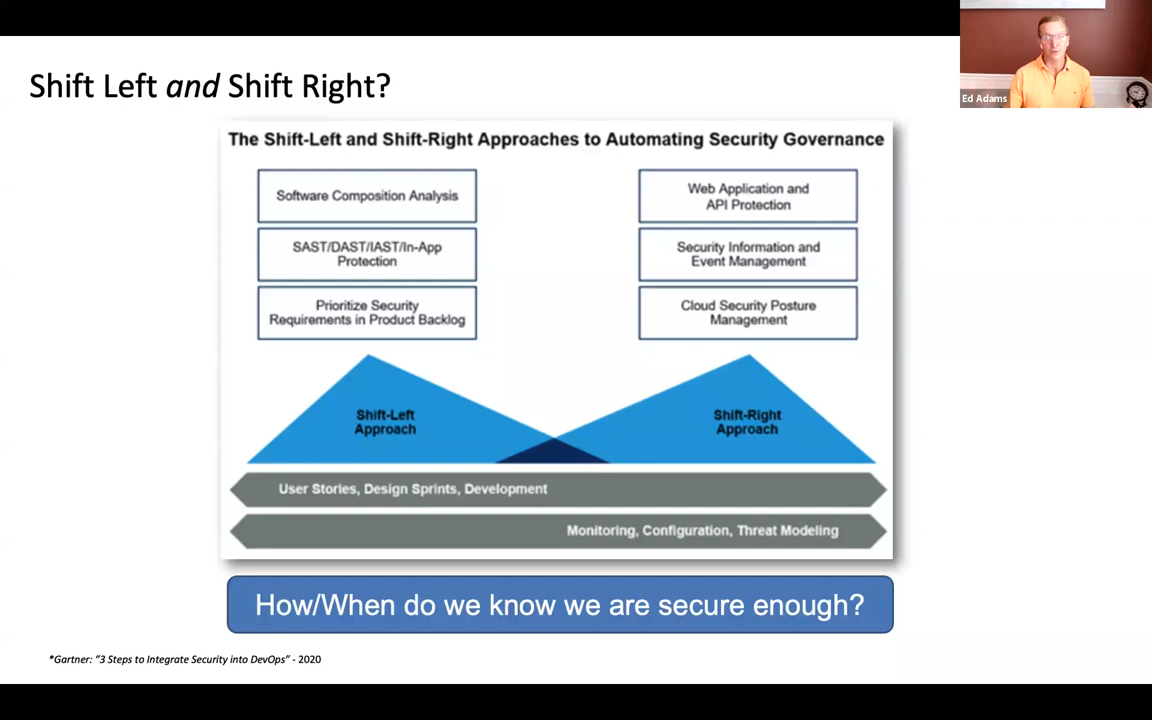 Shift Left and Shift Right?
Ed Adams
The Shift-Left and Shift-Right Approaches to Automating Security Governance
Software Composition Analysis
SAST/DAST/IAST/In-App
Protection
Prioritize Security
Requirements in Product Backlog
Web Application and
API Protection
Security Information and
Event Management
Cloud Security Posture
Management
Shift-Left
Approach
Shift-Right
Approach
User Stories, Design Sprints, Development
Monitoring, Configuration, Threat Modeling
How/When do we know we are secure enough?
*Gartner: “3 Steps to Integrate Security into DevOps” - 2020